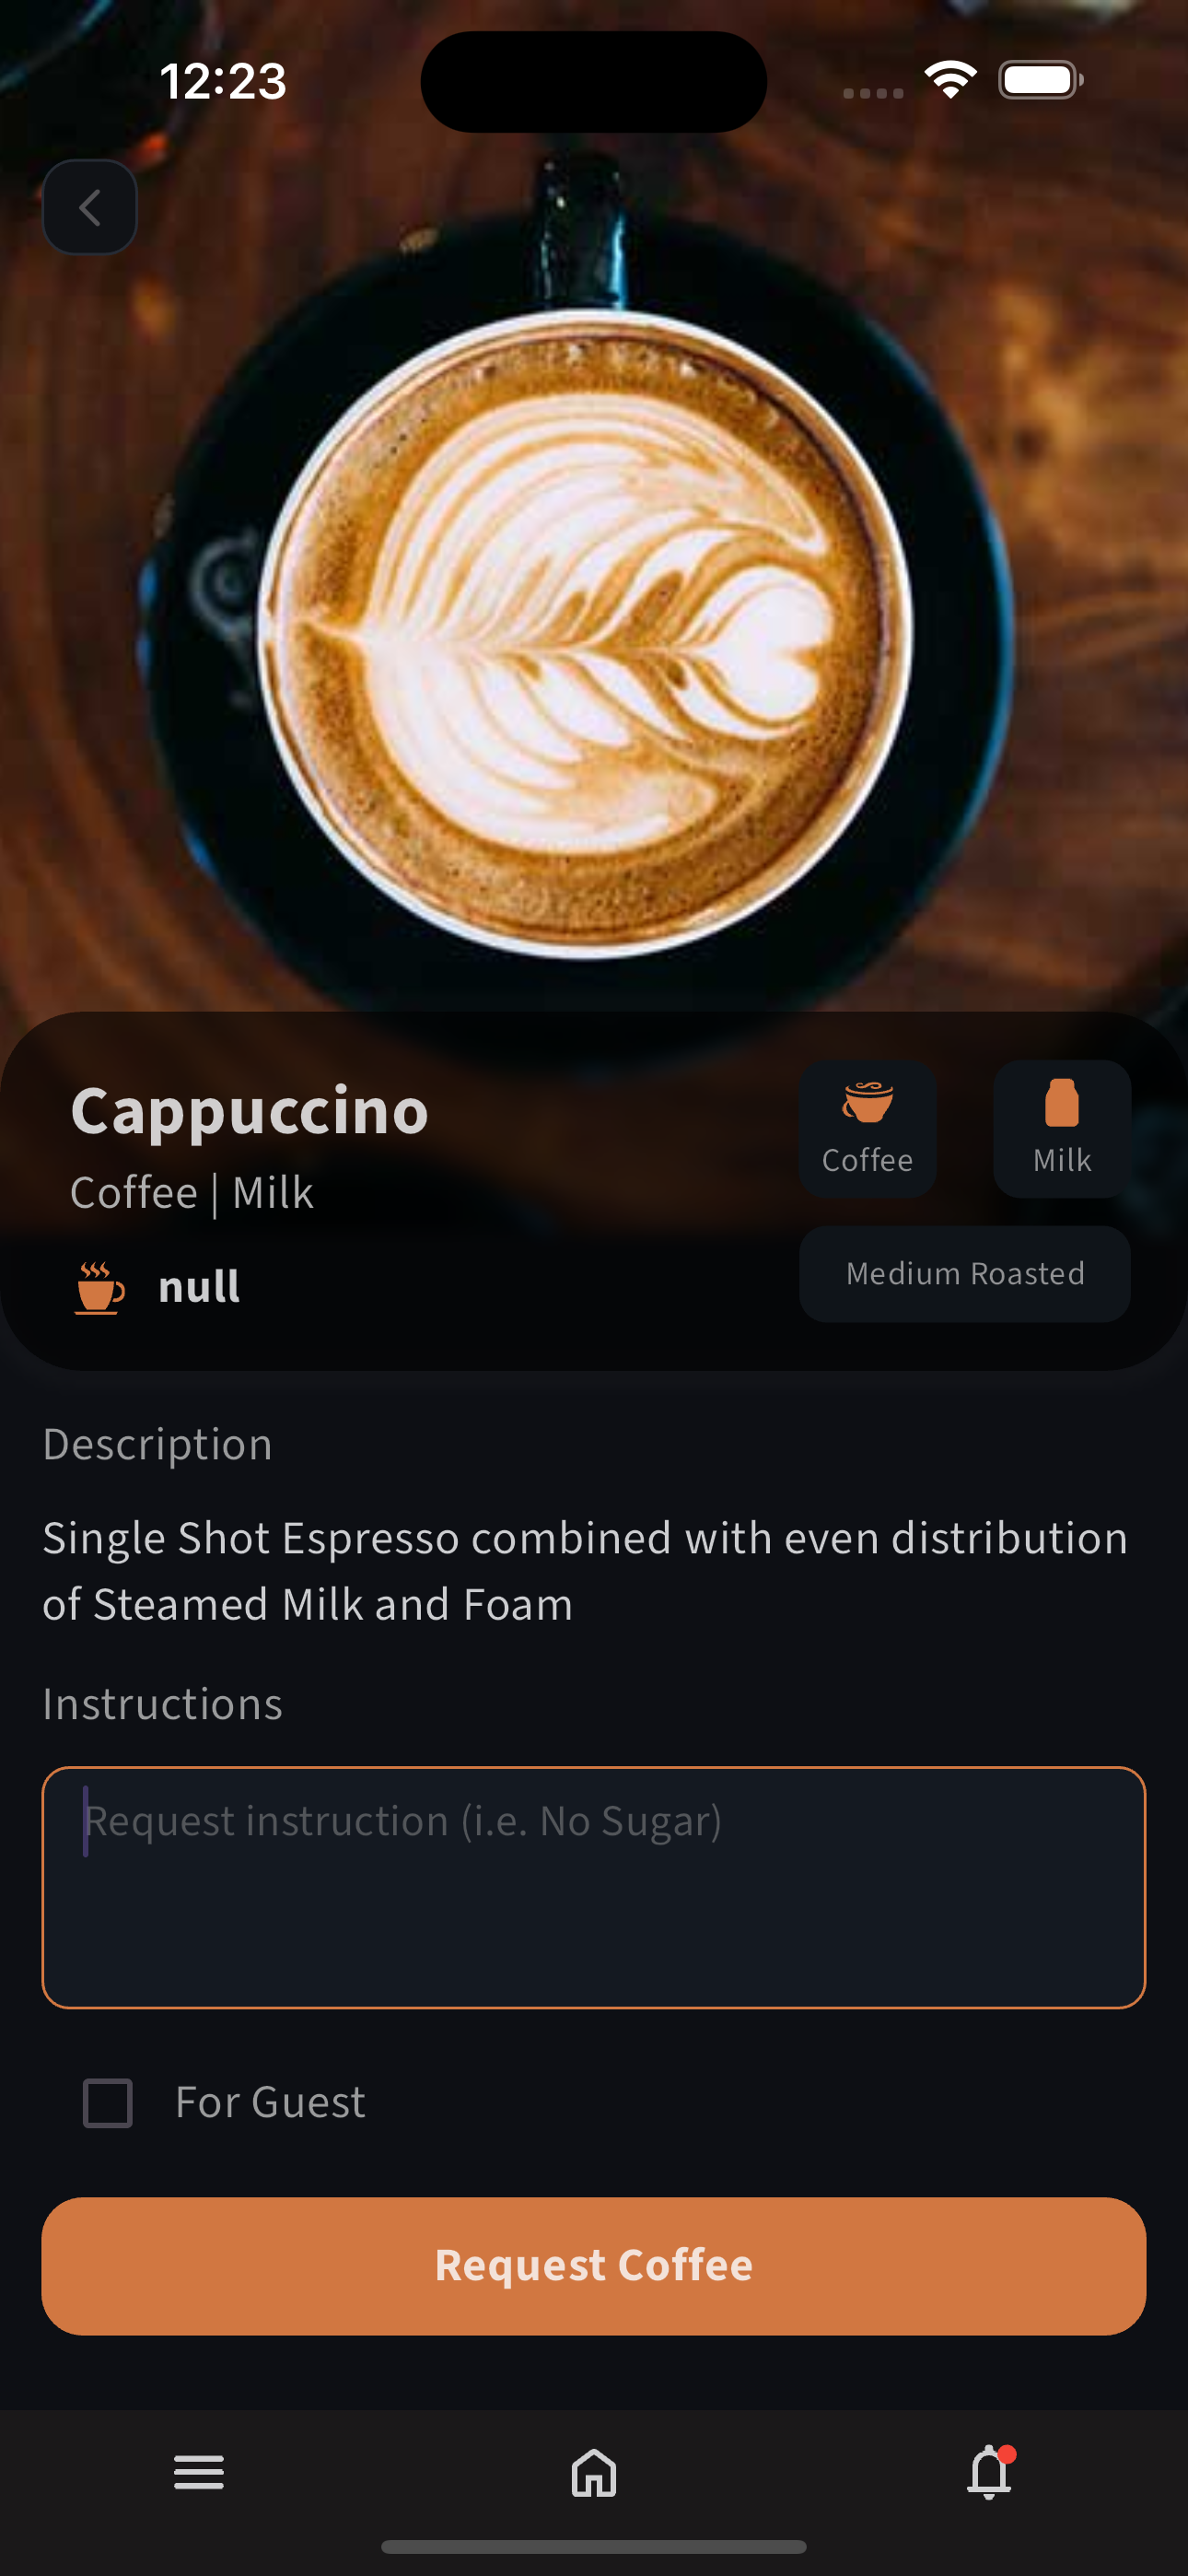 12:23
Cappuccino
Coffee | Milk
null
Coffee
Milk
Medium Roasted
Description
Single Shot Espresso combined with even distribution
of Steamed Milk and Foam
Instructions
Request instruction (i.e. No Sugar)
For Guest
Request Coffee